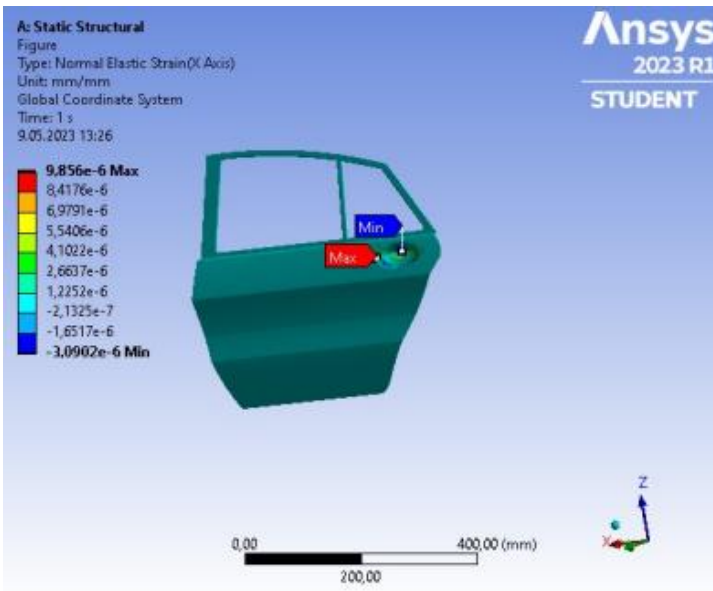 A: Static Structural
Figure
Type: Normal Elastic Strain(X Axis)
Unit: mm/mm
Global Coordinate System
Time: 1 s
9.05.2023 13:26
9,856e-6 Max
8,4176e-6
6,9791e-6
5,5406e-6
4,1022e-6
2,6637e-6
1,2252e-6
-2,1325e-7
-1,6517e-6
-3,0902e-6 Min
Ansys
2023 R1
STUDENT
Min
Max
Z
X
0,00
400,00 (mm)
200,00